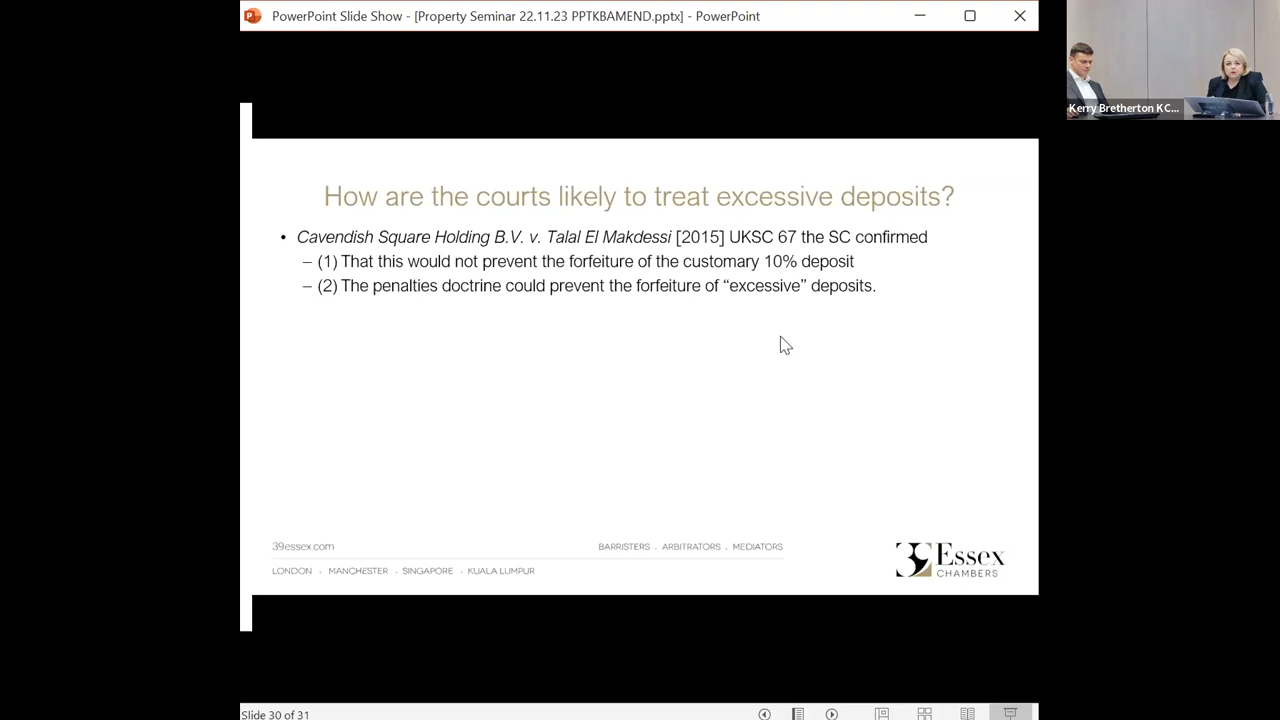 PowerPoint Slide Show - [Property Seminar 22.11.23 PPTKBAMEND.pptx] - PowerPoint
Kerry Bretherton KC...
How are the courts likely to treat excessive deposits?
• Cavendish Square Holding B.V. v. Talal El Makdessi [2015] UKSC 67 the SC confirmed
– (1) That this would not prevent the forfeiture of the customary 10% deposit
– (2) The penalties doctrine could prevent the forfeiture of “excessive” deposits.
39essex.com
BARRISTERS . ARBITRATORS . MEDIATORS
LONDON . MANCHESTER . SINGAPORE . KUALA LUMPUR
39 Essex
CHAMBERS
Slide 30 of 31